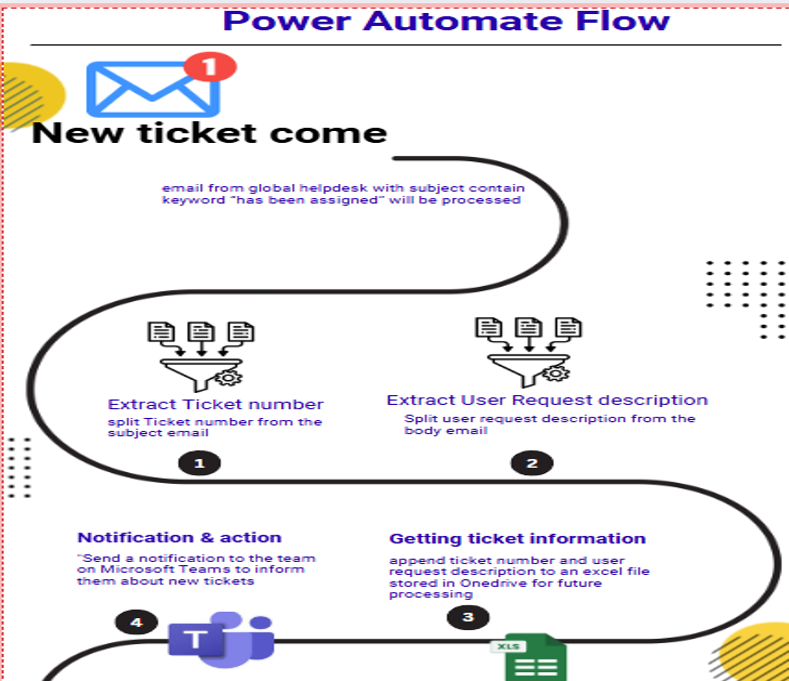 Power Automate Flow
1
New ticket come
email from global helpdesk with subject contain
keyword "has been assigned" will be processed
Extract Ticket number
split Ticket number from the
subject email
1
Extract User Request description
Split user request description from the
body email
2
Getting ticket information
append ticket number and user
request description to an excel file
stored in Onedrive for future
processing
3
XLS
Notification & action
"Send a notification to the team
on Microsoft Teams to inform
them about new tickets
4
T